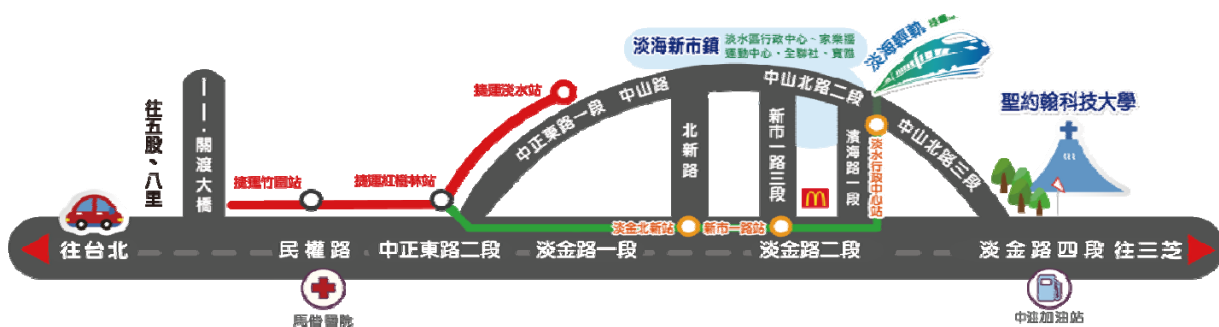 淡海新市鎮
淡水區行政中心、家樂福
運動中心、全聯社、寶雅
淡海輕軌
聖約翰科技大學
往五股、八里
關渡大橋
捷運淡水站
捷運竹圍站
捷運紅樹林站
中正東路一段
中山路
中山北路二段
中山北路三段
北新路
新市一路三段
濱海路一段
淡水行政中心站
淡金北新站
新市一路站
往台北
民權路
中正東路二段
淡金路一段
淡金路二段
淡金路四段
往三芝
馬偕醫院
中油加油站